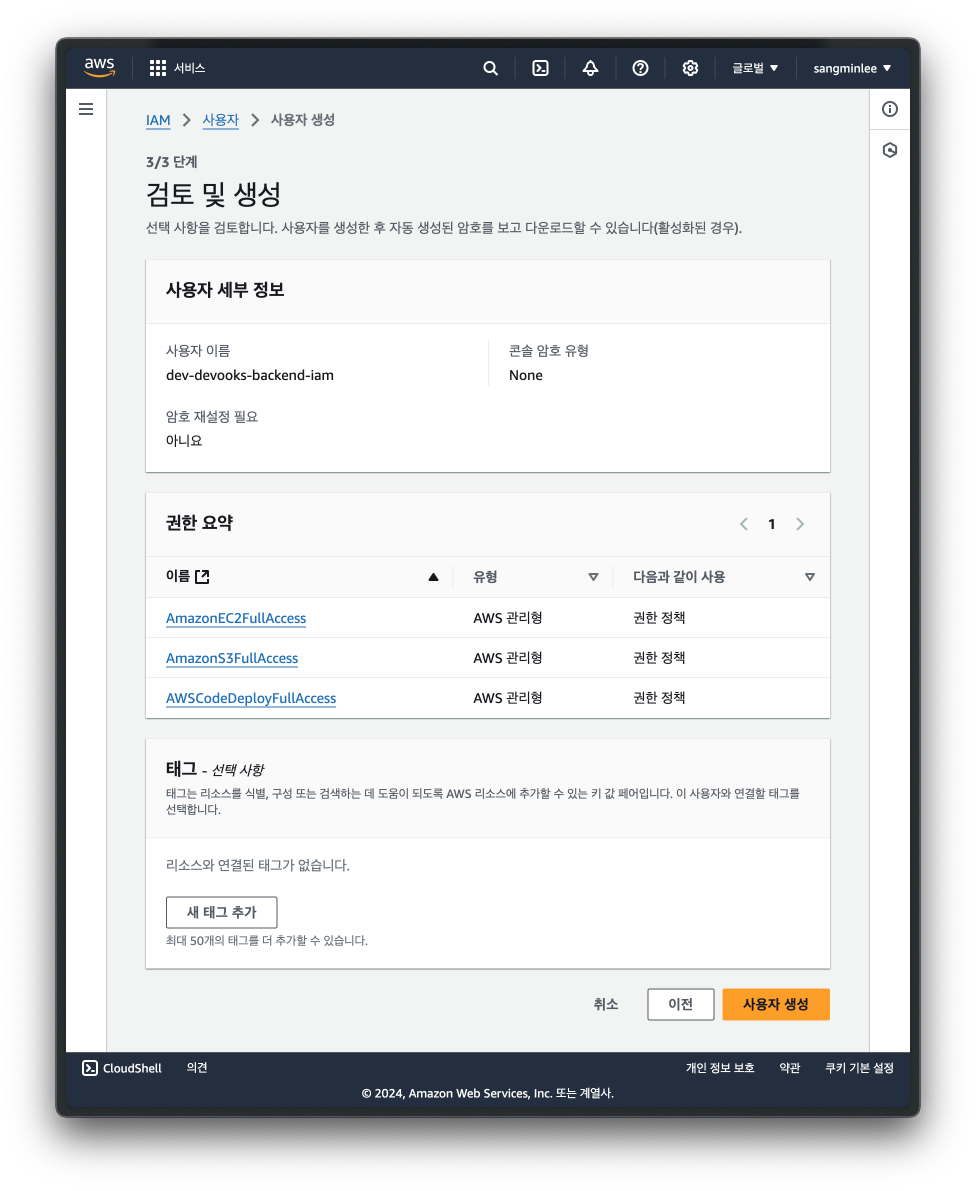 aws 서비스 글로벌 ▼ sangminlee ▼
IAM > 사용자 > 사용자 생성
3/3 단계
검토 및 생성
선택 사항을 검토합니다. 사용자를 생성한 후 자동 생성된 암호를 보고 다운로드할 수 있습니다(활성화된 경우).
사용자 세부 정보
사용자 이름
dev-devooks-backend-iam
콘솔 암호 유형
None
암호 재설정 필요
아니요
권한 요약
1
이름 유형 다음과 같이 사용
AmazonEC2FullAccess AWS 관리형 권한 정책
AmazonS3FullAccess AWS 관리형 권한 정책
AWSCodeDeployFullAccess AWS 관리형 권한 정책
태그 - 선택 사항
태그는 리소스를 식별, 구성 또는 검색하는 데 도움이 되도록 AWS 리소스에 추가할 수 있는 키 값 페어입니다. 이 사용자와 연결할 태그를
선택합니다.
리소스와 연결된 태그가 없습니다.
새 태그 추가
최대 50개의 태그를 더 추가할 수 있습니다.
취소 이전 사용자 생성
CloudShell 의견 개인 정보 보호 약관 쿠키 기본 설정
© 2024, Amazon Web Services, Inc. 또는 계열사.